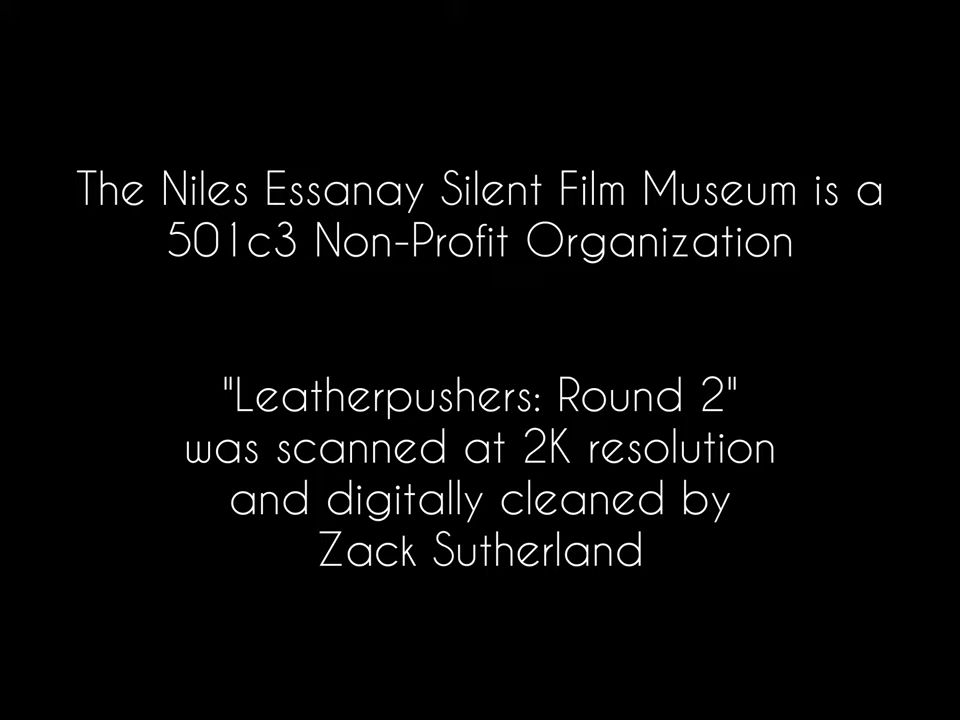 The Niles Essanay Silent Film Museum is a
501c3 Non-Profit Organization
"Leatherpushers: Round 2"
was scanned at 2K resolution
and digitally cleaned by
Zack Sutherland